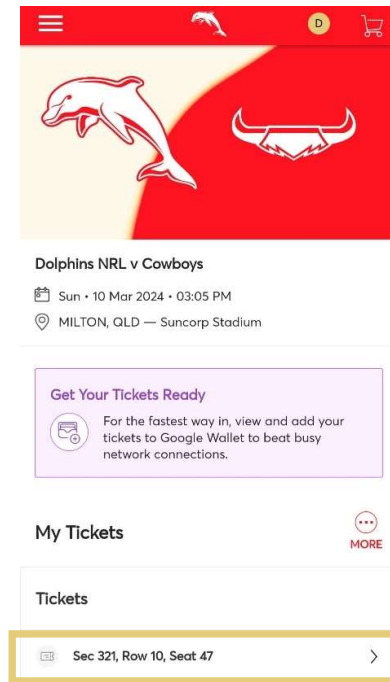 D
Dolphins NRL v Cowboys
Sun • 10 Mar 2024 • 03:05 PM
MILTON, QLD — Suncorp Stadium
Get Your Tickets Ready
For the fastest way in, view and add your
tickets to Google Wallet to beat busy
network connections.
My Tickets
MORE
Tickets
Sec 321, Row 10, Seat 47